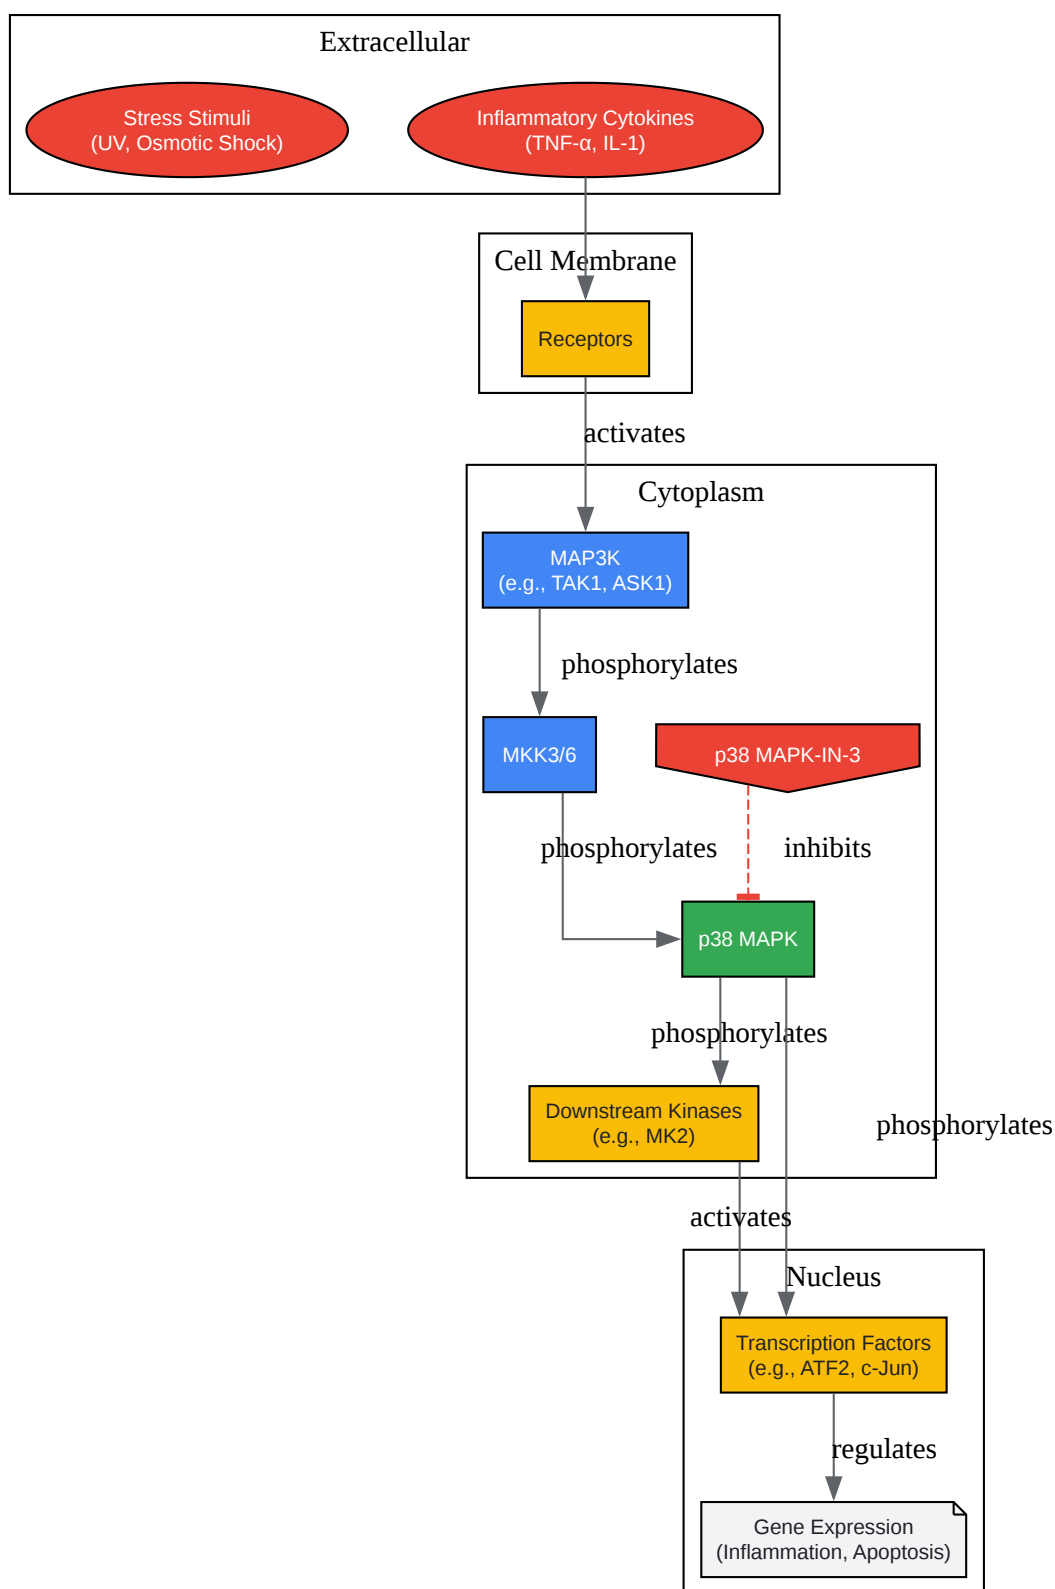 Extracellular
Stress Stimuli
(UV, Osmotic Shock)
Inflammatory Cytokines
(TNF-α, IL-1)
Cell Membrane
Receptors
activates
Cytoplasm
MAP3K
(e.g., TAK1, ASK1)
phosphorylates
MKK3/6
p38 MAPK-IN-3
phosphorylates
inhibits
p38 MAPK
phosphorylates
Downstream Kinases
(e.g., MK2)
phosphorylates
activates
Nucleus
Transcription Factors
(e.g., ATF2, c-Jun)
regulates
Gene Expression
(Inflammation, Apoptosis)